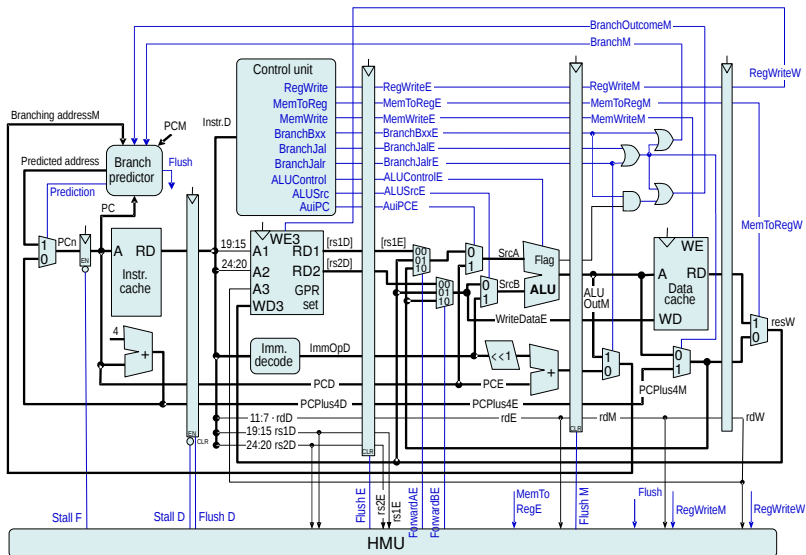 BranchOutcomeM
BranchM
RegWriteW
Control unit
RegWrite
MemToReg
MemWrite
BranchBxx
BranchJal
BranchJalr
ALUControl
ALUSrc
AuiPC
RegWriteE
MemToRegE
MemWriteE
BranchBxxE
BranchJalE
BranchJalrE
ALUControlE
ALUSrcE
AuiPCE
RegWriteM
MemToRegM
MemWriteM
Branching addressM
PCM
Instr.D
Predicted address
Branch
predictor
Flush
Prediction
PC
PCn
1
0
EN
A RD
Instr.
cache
4
+
EN
CLR
19:15
24:20
WE3
A1 RD1
A2 RD2
A3 GPR
WD3 set
[rs1D]
[rs2D]
[rs1E]
00
01
10
00
01
10
0
1
0
1
SrcA
SrcB
Flag
ALU
WriteDataE
ALU
OutM
WE
A RD
Data
cache
WD
MemToRegW
1
0
resW
Imm.
decode
ImmOpD
<<1
+
1
0
0
1
PCD
PCE
PCPlus4D
PCPlus4E
PCPlus4M
11:7 · rdD
19:15 rs1D
24:20 rs2D
rdE
rdM
rdW
CLR
CLR
Stall F
Stall D
Flush D
Flush E
rs2E
rs1E
ForwardAE
ForwardBE
MemTo
RegE
Flush M
Flush
RegWriteM
RegWriteW
HMU